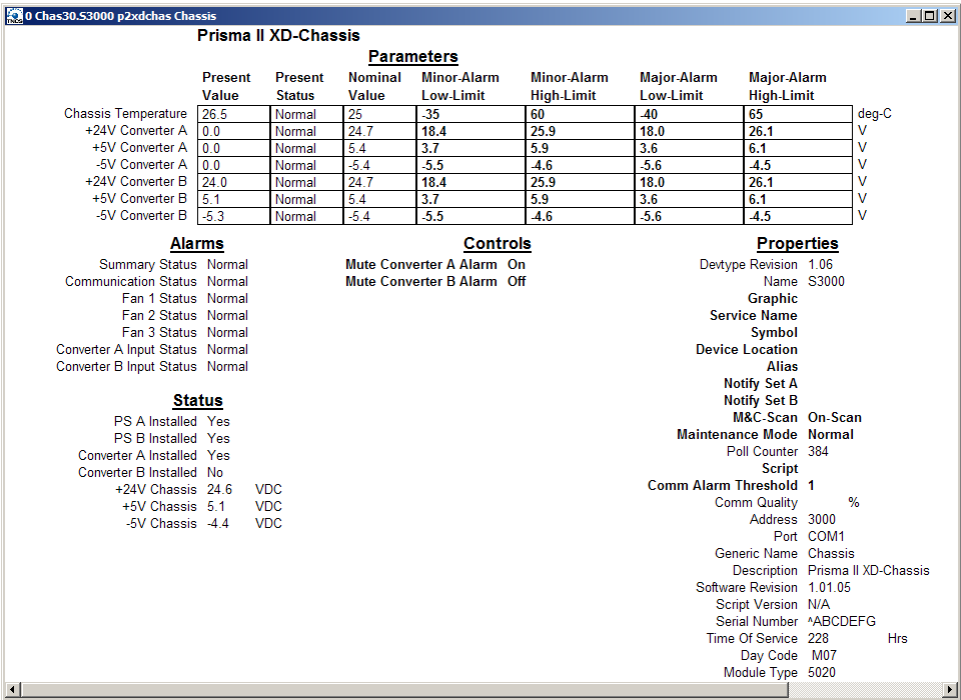 0 Chas30.S3000 p2xdchas Chassis
Prisma II XD-Chassis
Parameters
Present Value Present Status Nominal Value Minor-Alarm Low-Limit Minor-Alarm High-Limit Major-Alarm Low-Limit Major-Alarm High-Limit
Chassis Temperature 26.5 Normal 25 -35 60 -40 65 deg-C
+24V Converter A 0.0 Normal 24.7 18.4 25.9 18.0 26.1 V
+5V Converter A 0.0 Normal 5.4 3.7 5.9 3.6 6.1 V
-5V Converter A 0.0 Normal -5.4 -5.5 -4.6 -5.6 -4.5 V
+24V Converter B 24.0 Normal 24.7 18.4 25.9 18.0 26.1 V
+5V Converter B 5.1 Normal 5.4 3.7 5.9 3.6 6.1 V
-5V Converter B -5.3 Normal -5.4 -5.5 -4.6 -5.6 -4.5 V
Alarms
Summary Status Normal
Communication Status Normal
Fan 1 Status Normal
Fan 2 Status Normal
Fan 3 Status Normal
Converter A Input Status Normal
Converter B Input Status Normal
Status
PS A Installed Yes
PS B Installed Yes
Converter A Installed Yes
Converter B Installed No
+24V Chassis 24.6 VDC
+5V Chassis 5.1 VDC
-5V Chassis -4.4 VDC
Controls
Mute Converter A Alarm On
Mute Converter B Alarm Off
Properties
Devtype Revision 1.06
Name S3000
Graphic
Service Name
Symbol
Device Location
Alias
Notify Set A
Notify Set B
M&C-Scan On-Scan
Maintenance Mode Normal
Poll Counter 384
Script
Comm Alarm Threshold 1
Comm Quality %
Address 3000
Port COM1
Generic Name Chassis
Description Prisma II XD-Chassis
Software Revision 1.01.05
Script Version N/A
Serial Number ^ABCDEFG
Time Of Service 228 Hrs
Day Code M07
Module Type 5020